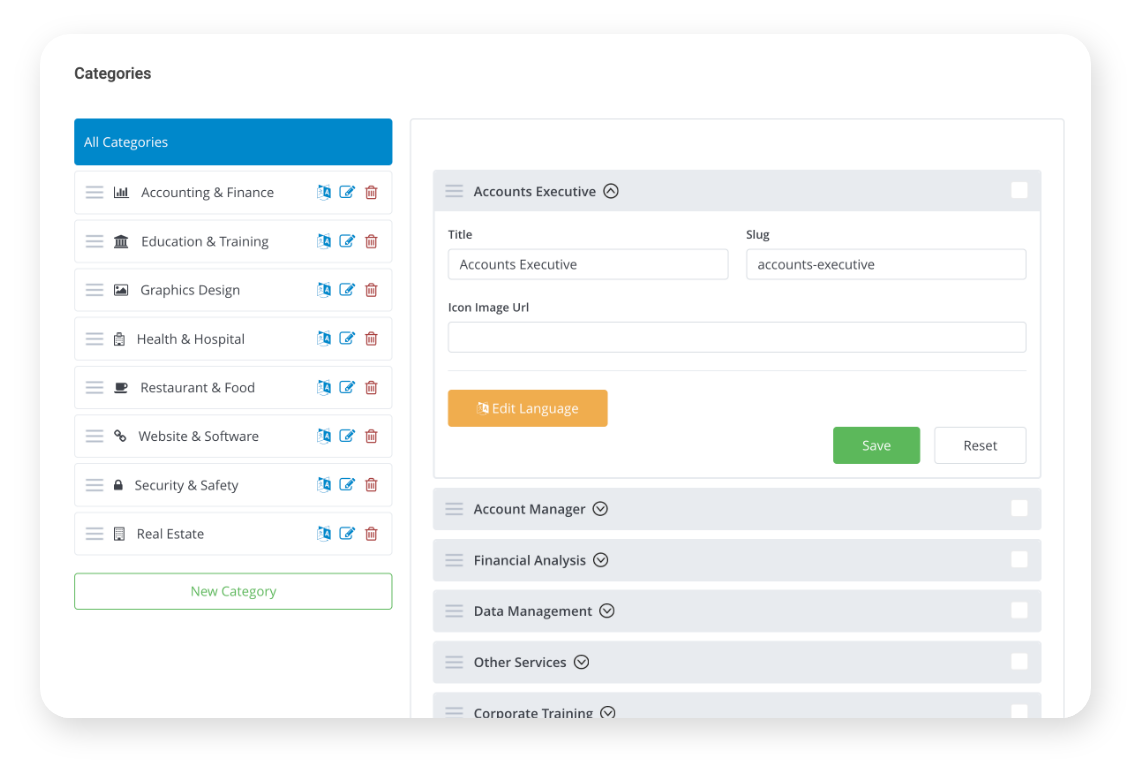 Categories
All Categories
Accounting & Finance
Education & Training
Graphics Design
Health & Hospital
Restaurant & Food
Website & Software
Security & Safety
Real Estate
New Category
Accounts Executive
Title
Slug
Accounts Executive
accounts-executive
Icon Image Url
Edit Language
Save
Reset
Account Manager
Financial Analysis
Data Management
Other Services
Corporate Training